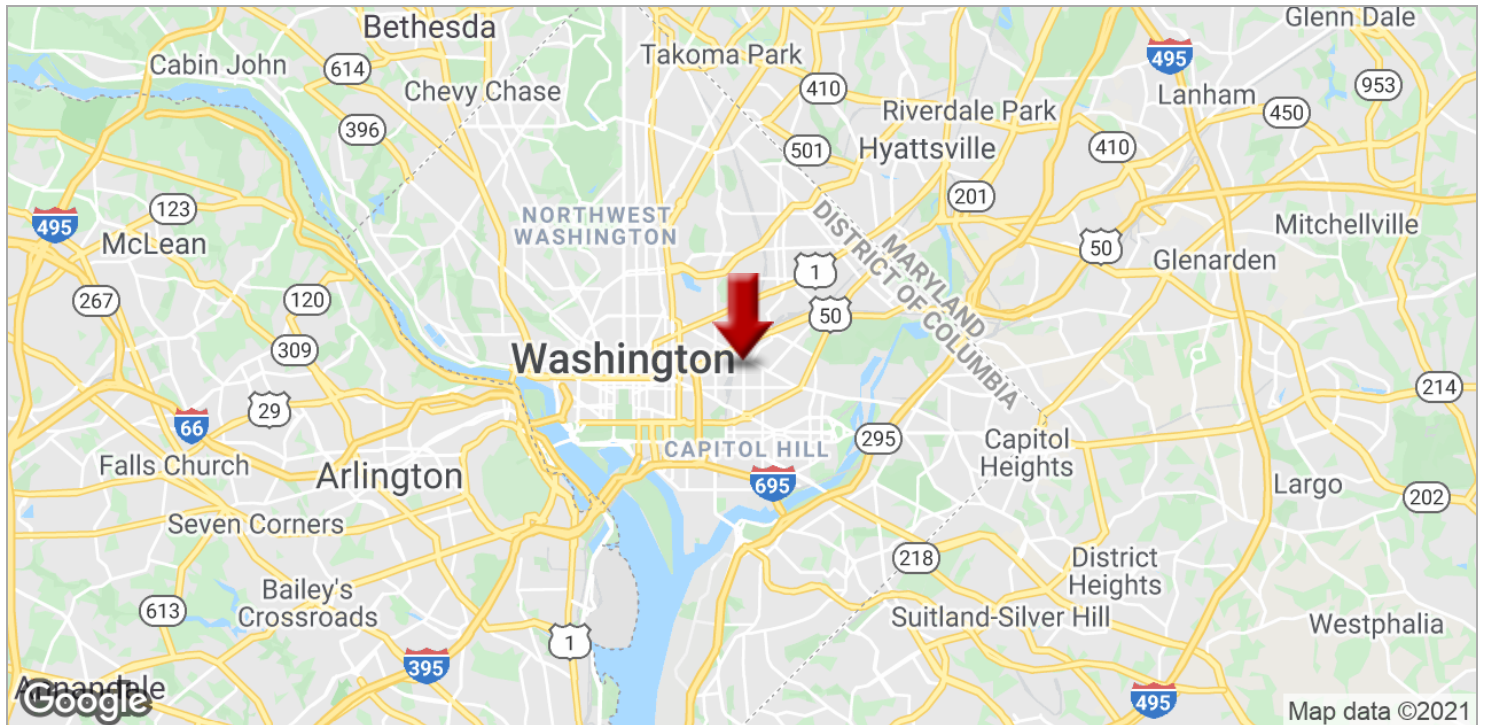 Bethesda
Glenn Dale
Takoma Park
Cabin John
614
495
410
953
Chevy Chase
Lanham
Riverdale Park
450
396
501
Hyattsville
410
201
123
NORTHWEST
WASHINGTON
495
McLean
DISTRICT OF COLUMBIA
MARYLAND
Mitchellville
50
Glenarden
1
267
120
50
309
Washington
214
29
66
295
CAPITOL HILL
Capitol
Heights
Falls Church
Arlington
695
Largo
202
Seven Corners
218
District
Heights
Bailey's
Crossroads
613
Suitland-Silver Hill
Westphalia
1
395
Annandale
Google
495
Map data ©2021